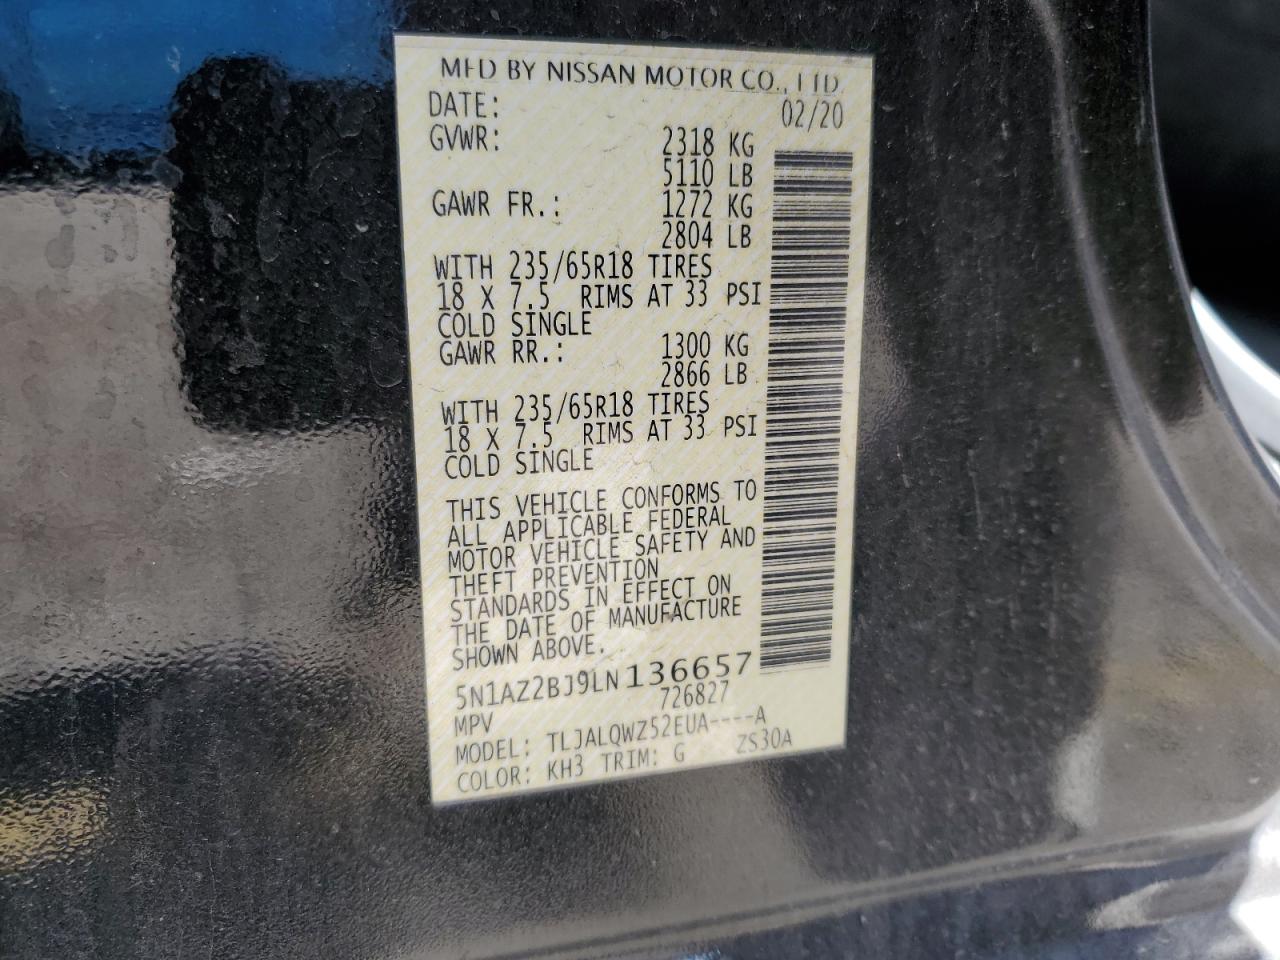 MFD BY NISSAN MOTOR CO., LTD.
DATE: 02/20
GVWR: 2318 KG
5110 LB
GAWR FR.: 1272 KG
2804 LB
WITH 235/65R18 TIRES
18 X 7.5 RIMS AT 33 PSI
COLD SINGLE
GAWR RR.: 1300 KG
2866 LB
WITH 235/65R18 TIRES
18 X 7.5 RIMS AT 33 PSI
COLD SINGLE
THIS VEHICLE CONFORMS TO
ALL APPLICABLE FEDERAL
MOTOR VEHICLE SAFETY AND
THEFT PREVENTION
STANDARDS IN EFFECT ON
THE DATE OF MANUFACTURE
SHOWN ABOVE.
5N1AZ2BJ9LN136657
MPV 726827
MODEL: TLJALQWZ52EUA----A
COLOR: KH3 TRIM: G ZS30A